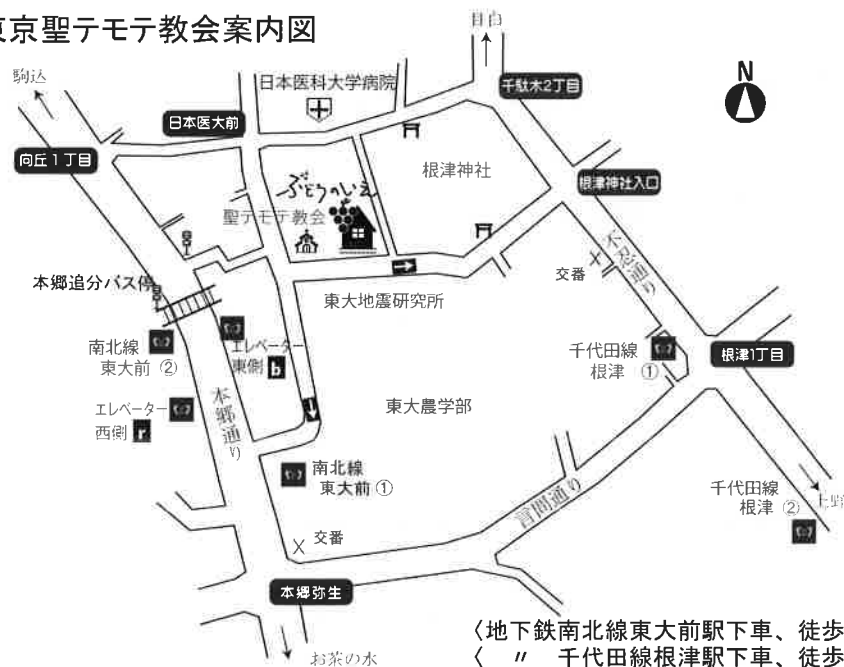 東京聖テモテ教会案内図
目白
駒込
日本医科大学病院
N
千駄木2丁目
日本医大前
向丘1丁目
根津神社
根津神社入口
ぶどうのいえ
聖テモテ教会
不忍通り
交番
本郷追分バス停
東大地震研究所
南北線
東大前 ②
エレベーター
東側 b
千代田線
根津 ①
根津1丁目
エレベーター
西側 r
本郷通り
東大農学部
南北線
東大前 ①
言問通り
千代田線
根津 ②
上野
交番
本郷弥生
お茶の水
〈地下鉄南北線東大前駅下車、徒歩
〈 〃 千代田線根津駅下車、徒歩